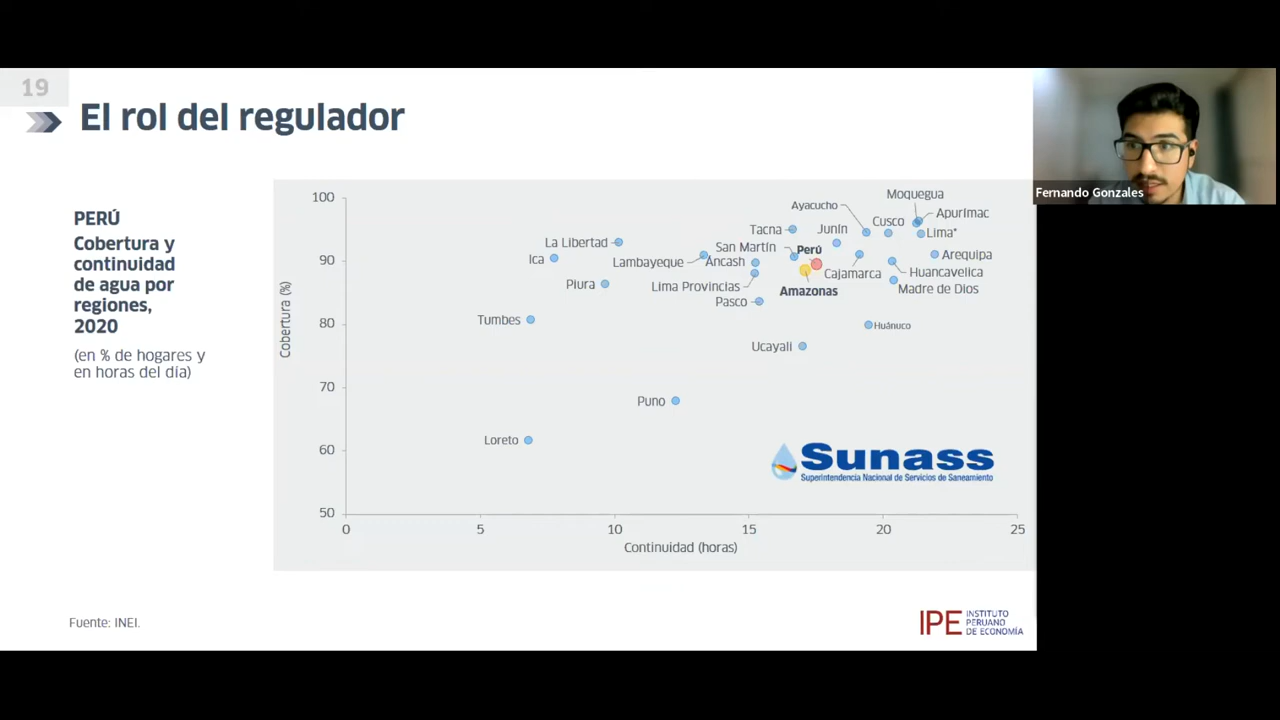 19
El rol del regulador
PERÚ
Cobertura y
continuidad
de agua por
regiones,
2020
(en % de hogares y
en horas del día)
Cobertura (%)
100
90
80
70
60
50
0
5
10
15
20
25
Continuidad (horas)
Moquegua
Ayacucho
Apurímac
Cusco
Tacna
Junín
Lima*
La Libertad
San Martín
Perú
Arequipa
Ica
Lambayeque
Ancash
Cajamarca
Huancavelica
Piura
Lima Provincias
Amazonas
Madre de Dios
Pasco
Tumbes
Huánuco
Ucayali
Puno
Loreto
Sunass
Superintendencia Nacional de Servicios de Saneamiento
Fuente: INEI.
IPE
INSTITUTO
PERUANO
DE ECONOMÍA
Fernando Gonzales